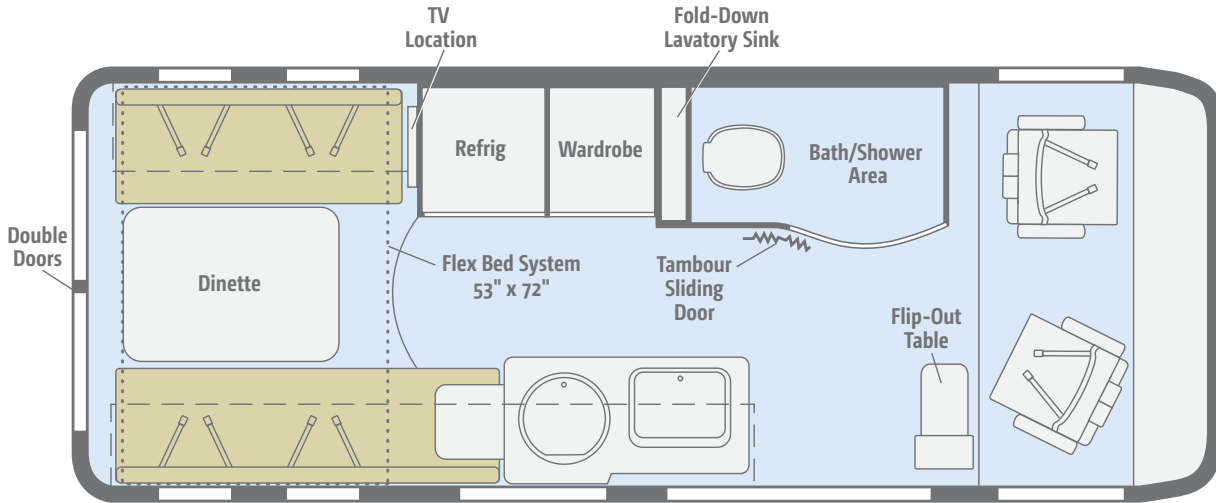 TV
Location
Fold-Down
Lavatory Sink
Refrig
Wardrobe
Bath/Shower
Area
Double
Doors
Dinette
Flex Bed System
53" x 72"
Tambour
Sliding
Door
Flip-Out
Table